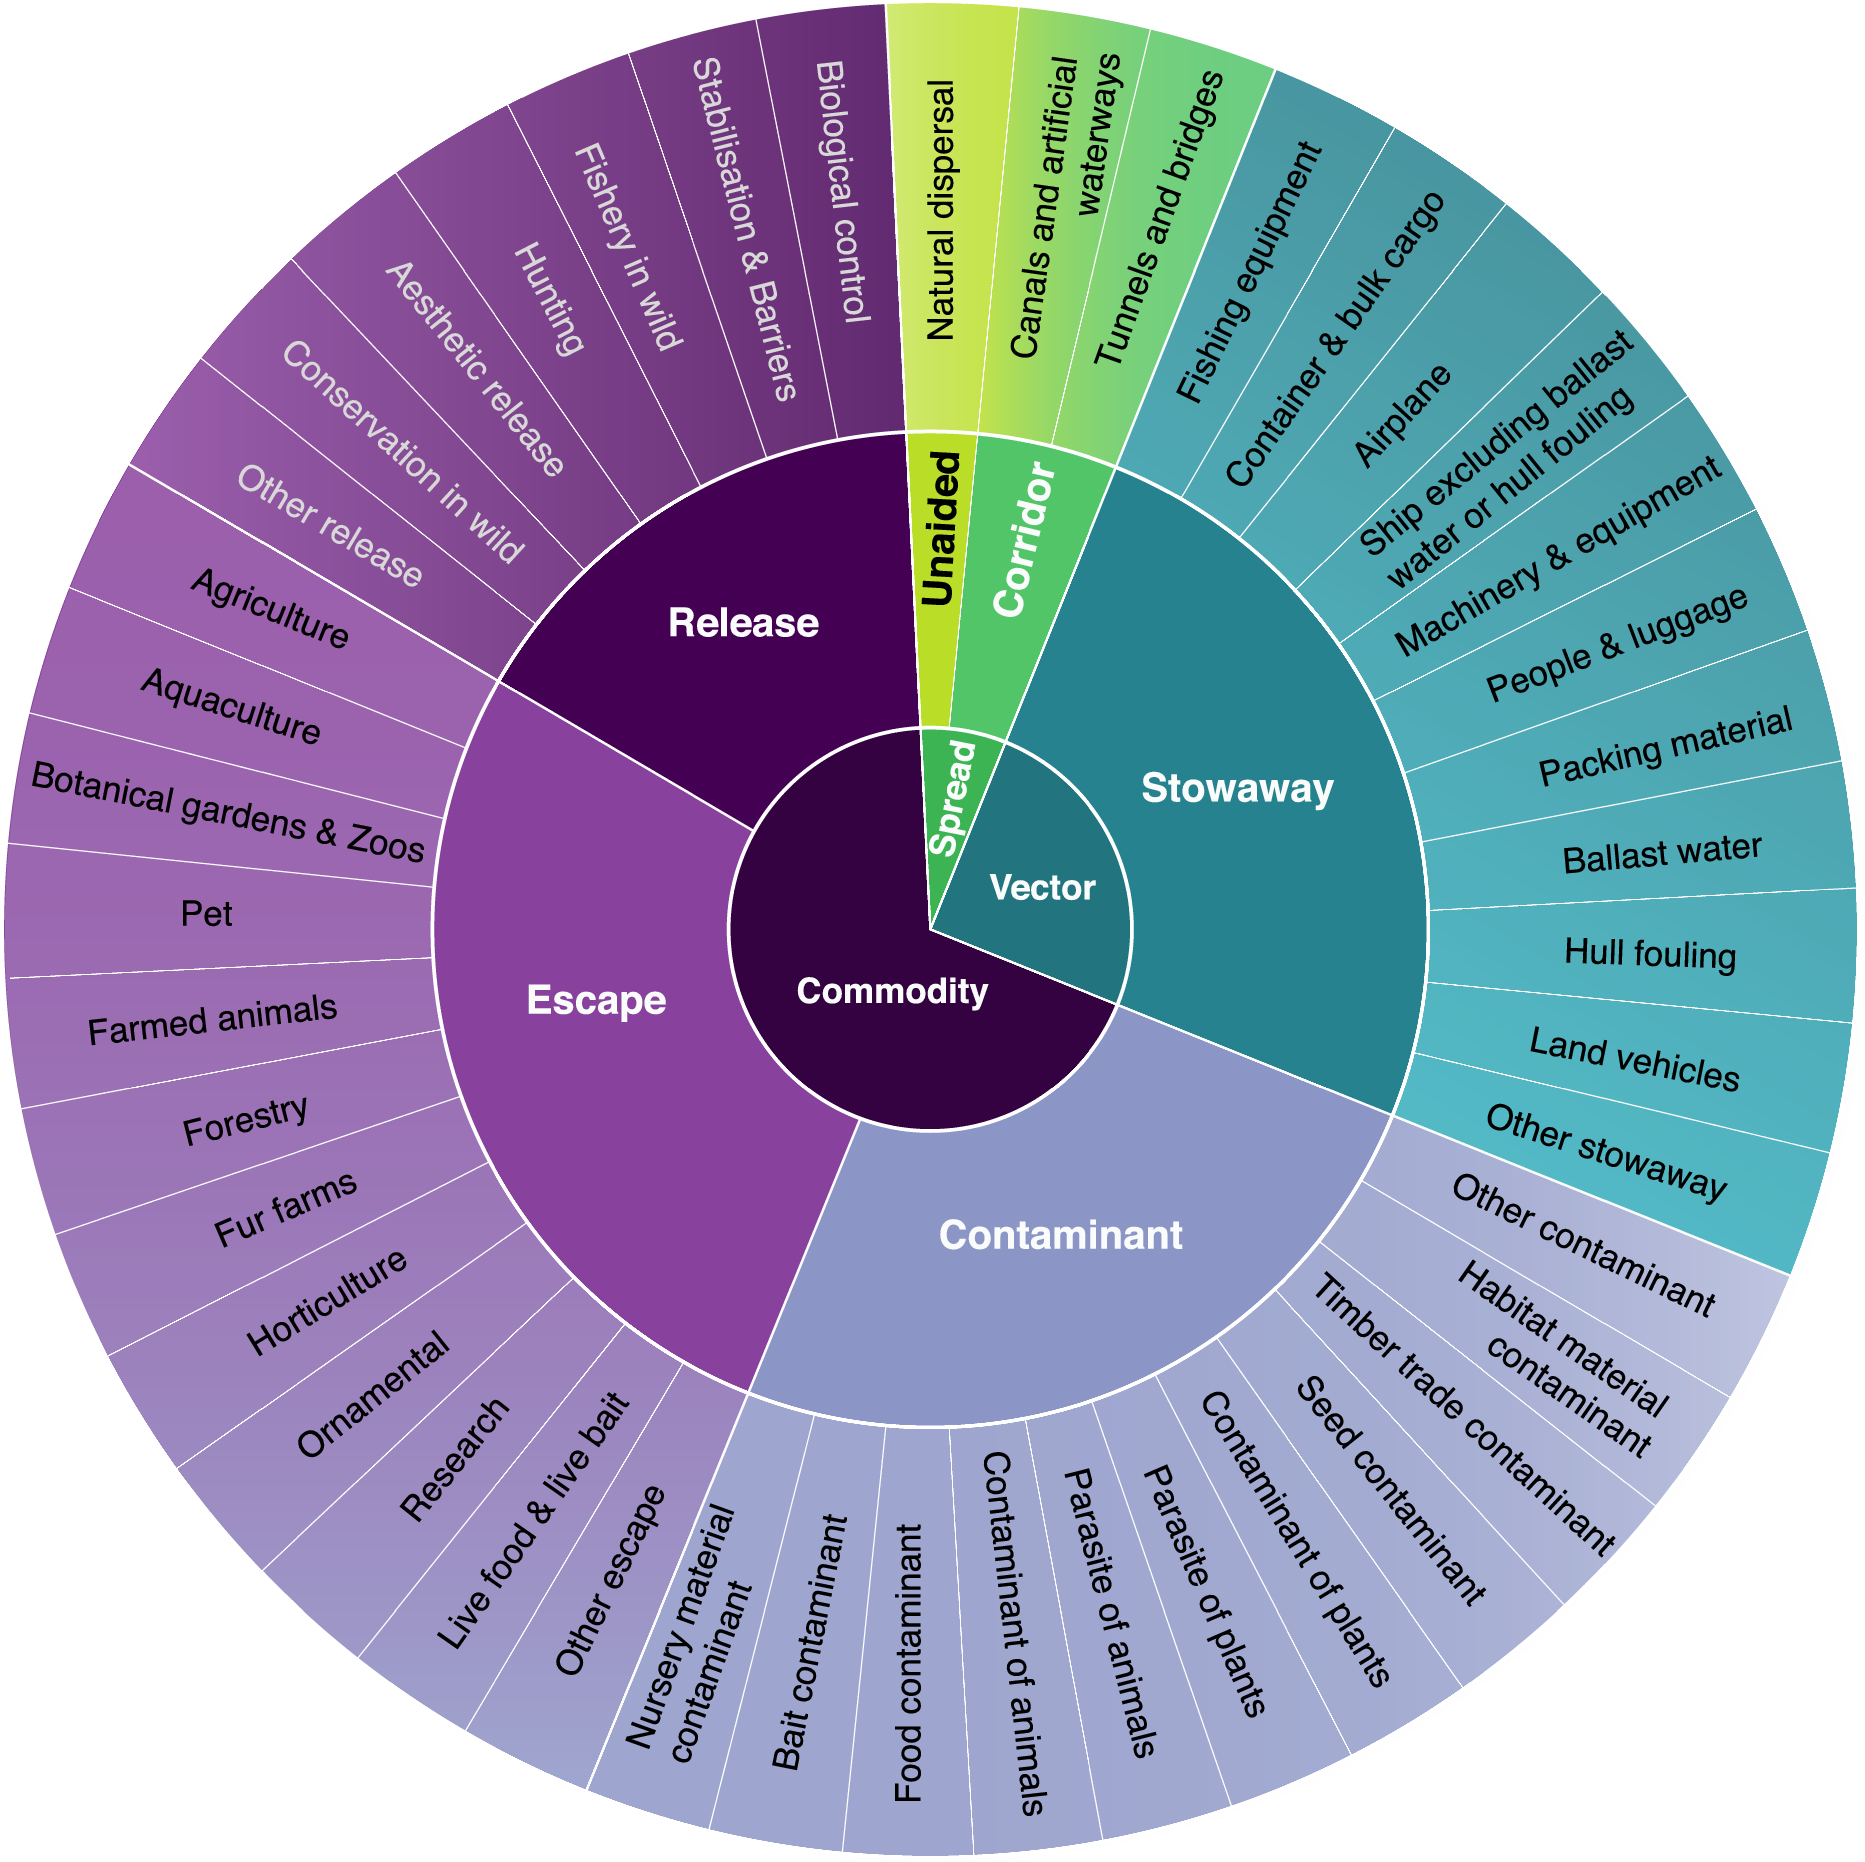 Commodity
Spread
Vector
Release
Unaided
Corridor
Stowaway
Contaminant
Escape
Natural dispersal
Canals and artificial
waterways
Tunnels and bridges
Fishing equipment
Container & bulk cargo
Airplane
Ship excluding ballast
water or hull fouling
Machinery & equipment
People & luggage
Packing material
Ballast water
Hull fouling
Land vehicles
Other stowaway
Other contaminant
Habitat material
contaminant
Timber trade contaminant
Seed contaminant
Contaminant of plants
Parasite of plants
Parasite of animals
Contaminant of animals
Food contaminant
Bait contaminant
Nursery material
contaminant
Other escape
Live food & live bait
Research
Ornamental
Horticulture
Fur farms
Forestry
Farmed animals
Pet
Botanical gardens & Zoos
Aquaculture
Agriculture
Other release
Conservation in wild
Aesthetic release
Hunting
Fishery in wild
Stabilisation & Barriers
Biological control